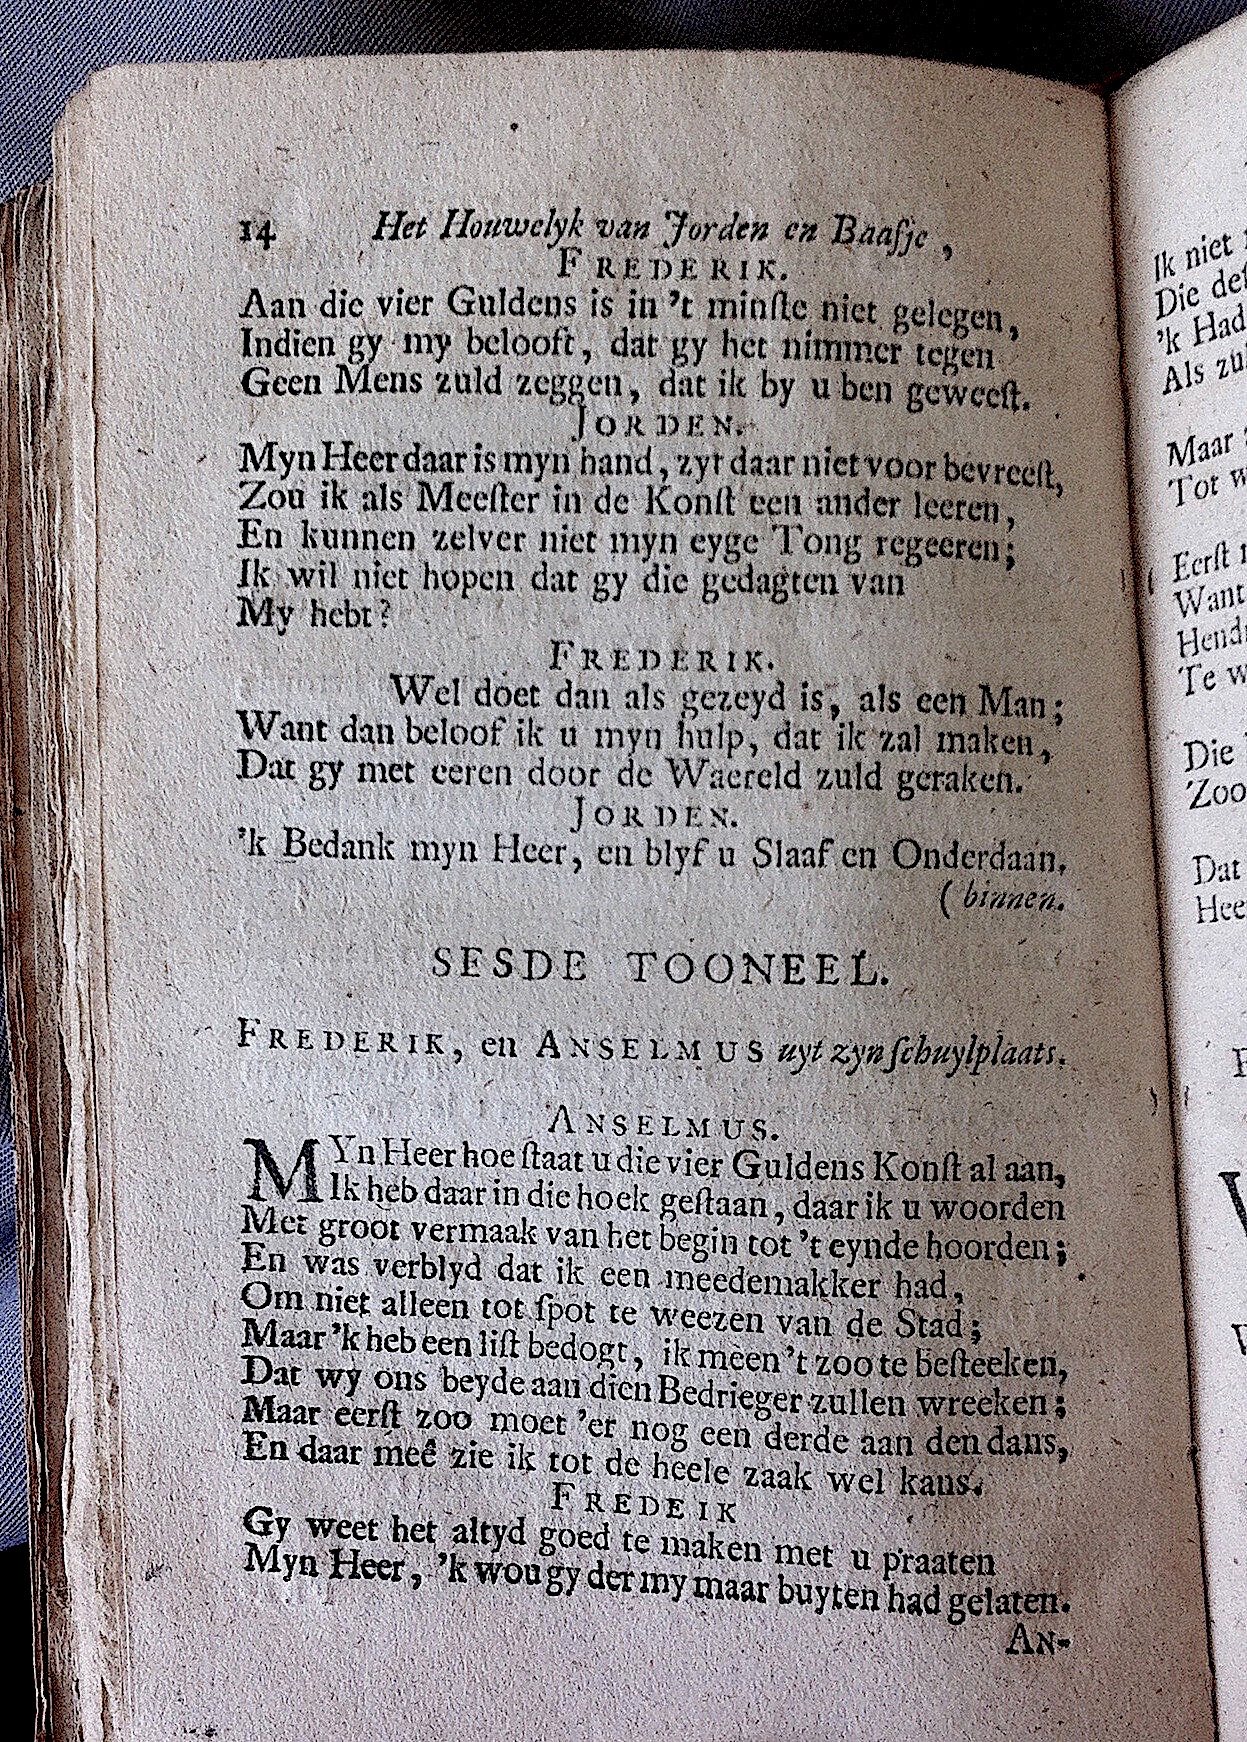 14 Het Houwelyk van Jorden en Baasje,
FREDERIK.
Aan die vier Guldens is in 't minſte niet gelegen,
Indien gy my belooft, dat gy het nimmer tegen
Geen Mens zuld zeggen, dat ik by u ben geweeſt.
JORDEN.
Myn Heer daar is myn hand, zyt daar niet voor bevreeſt,
Zou ik als Meeſter in de Konſt een ander leeren,
En kunnen zelver niet myn eyge Tong regeeren;
Ik wil niet hopen dat gy die gedagten van
My hebt?
FREDERIK.
Wel doet dan als gezeyd is, als een Man;
Want dan beloof ik u myn hulp, dat ik zal maken,
Dat gy met eeren door de Waereld zuld geraken.
JORDEN.
'k Bedank myn Heer, en blyf u Slaaf en Onderdaan.
(binnen.
SESDE TOONEEL.
FREDERIK, en ANSELMUS uyt zyn ſchuylplaats.
ANSELMUS.
MYn Heer hoe ſtaat u die vier Guldens Konſt al aan,
Ik heb daar in die hoek geſtaan, daar ik u woorden
Met groot vermaak van het begin tot 't eynde hoorden;
En was verblyd dat ik een meedemakker had,
Om niet alleen tot ſpot te weezen van de Stad;
Maar 'k heb een liſt bedogt, ik meen 't zoo te beſteeken,
Dat wy ons beyde aan dien Bedrieger zullen wreeken;
Maar eerſt zoo moet 'er nog een derde aan den dans,
En daar meê zie ik tot de heele zaak wel kans.
FREDEIK
Gy weet het altyd goed te maken met u praaten
Myn Heer, 'k wou gy der my maar buyten had gelaten.
AN-
Ik niet
Die
'k Had
Als
Maar
Tot
Eerſt
Want
Te
Die
Zoo
Dat